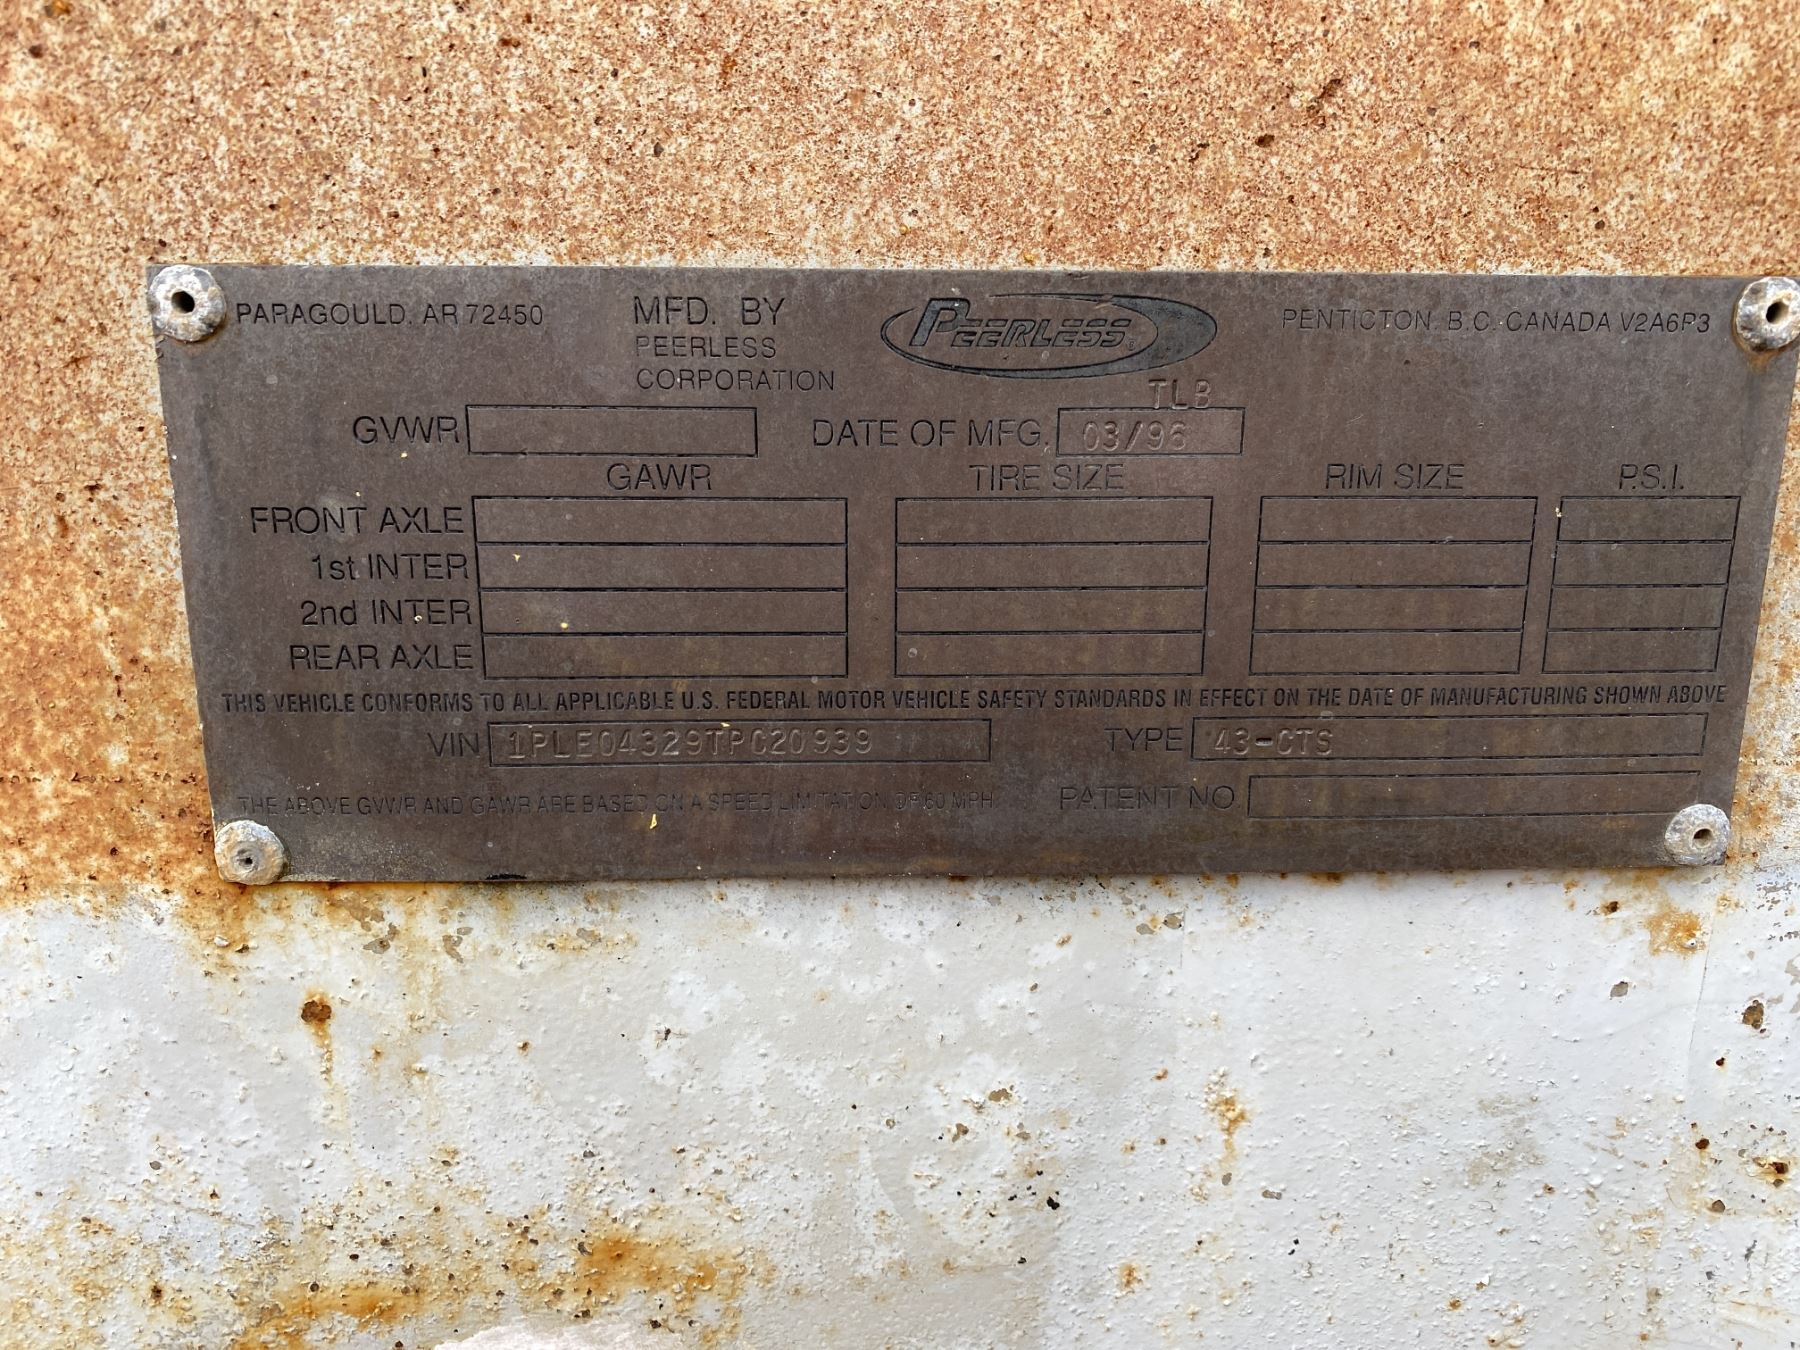 PARAGOULD, AR 72450 MFD. BY PEERLESS® PENTICTON, B.C. CANADA V2A6P3
PEERLESS
CORPORATION
TLB
GVWR DATE OF MFG. 03/96
GAWR TIRE SIZE RIM SIZE P.S.I.
FRONT AXLE
1st INTER
2nd INTER
REAR AXLE
THIS VEHICLE CONFORMS TO ALL APPLICABLE U.S. FEDERAL MOTOR VEHICLE SAFETY STANDARDS IN EFFECT ON THE DATE OF MANUFACTURING SHOWN ABOVE
VIN 1PLE04329TPC20939 TYPE 43-CTS
THE ABOVE GVWR AND GAWR ARE BASED ON A SPEED LIMITATION OF 60 MPH PATENT NO.